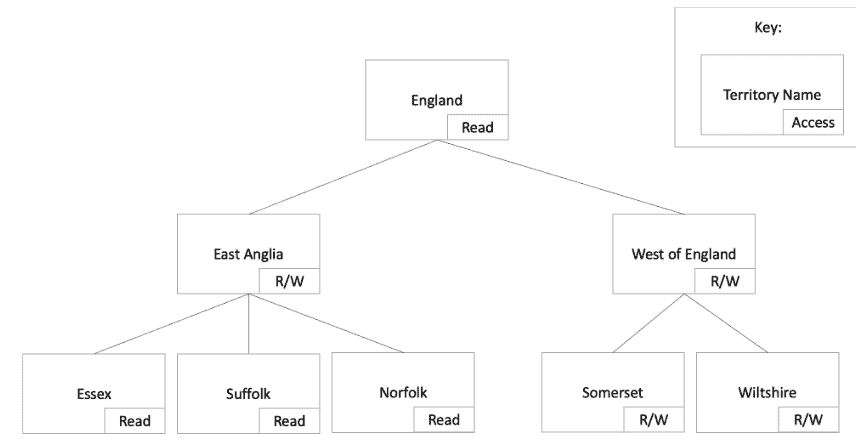 Key:
Territory Name
Access
England
Read
East Anglia
R/W
West of England
R/W
Essex
Read
Suffolk
Read
Norfolk
Read
Somerset
R/W
Wiltshire
R/W